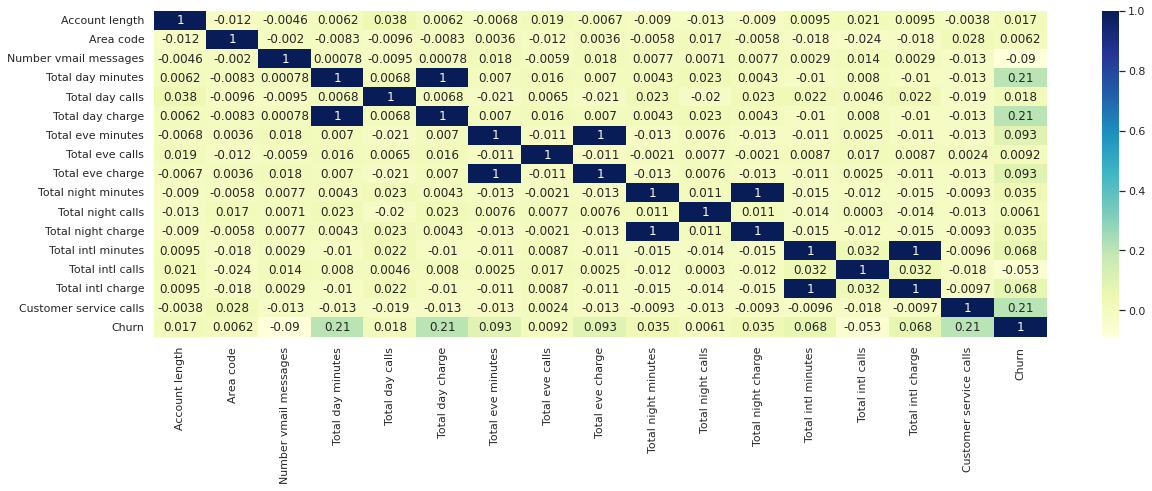 Account length 1 -0.012 -0.0046 0.0062 0.038 0.0062 -0.0068 0.019 -0.0067 -0.009 -0.013 -0.009 0.0095 0.021 0.0095 -0.0038 0.017
Area code -0.012 1 -0.002 -0.0083 -0.0096 -0.0083 0.0036 -0.012 0.0036 -0.0058 0.017 -0.0058 -0.018 -0.024 -0.018 0.028 0.0062
Number vmail messages -0.0046 -0.002 1 0.00078 -0.0095 0.00078 0.018 -0.0059 0.018 0.0077 0.0071 0.0077 0.0029 0.014 0.0029 -0.013 -0.09
Total day minutes 0.0062 -0.0083 0.00078 1 0.0068 1 0.007 0.016 0.007 0.0043 0.023 0.0043 -0.01 0.008 -0.01 -0.013 0.21
Total day calls 0.038 -0.0096 -0.0095 0.0068 1 0.0068 -0.021 0.0065 -0.021 0.023 -0.02 0.023 0.022 0.0046 0.022 -0.019 0.018
Total day charge 0.0062 -0.0083 0.00078 1 0.0068 1 0.007 0.016 0.007 0.0043 0.023 0.0043 -0.01 0.008 -0.01 -0.013 0.21
Total eve minutes -0.0068 0.0036 0.018 0.007 -0.021 0.007 1 -0.011 1 -0.013 0.0076 -0.013 -0.011 0.0025 -0.011 -0.013 0.093
Total eve calls 0.019 -0.012 -0.0059 0.016 0.0065 0.016 -0.011 1 -0.011 -0.0021 0.0077 -0.0021 0.0087 0.017 0.0087 0.0024 0.0092
Total eve charge -0.0067 0.0036 0.018 0.007 -0.021 0.007 1 -0.011 1 -0.013 0.0076 -0.013 -0.011 0.0025 -0.011 -0.013 0.093
Total night minutes -0.009 -0.0058 0.0077 0.0043 0.023 0.0043 -0.013 -0.0021 -0.013 1 0.011 1 -0.015 -0.012 -0.015 -0.0093 0.035
Total night calls -0.013 0.017 0.0071 0.023 -0.02 0.023 0.0076 0.0077 0.0076 0.011 1 0.011 -0.014 0.0003 -0.014 -0.013 0.0061
Total night charge -0.009 -0.0058 0.0077 0.0043 0.023 0.0043 -0.013 -0.0021 -0.013 1 0.011 1 -0.015 -0.012 -0.015 -0.0093 0.035
Total intl minutes 0.0095 -0.018 0.0029 -0.01 0.022 -0.01 -0.011 0.0087 -0.011 -0.015 -0.014 -0.015 1 0.032 1 -0.0096 0.068
Total intl calls 0.021 -0.024 0.014 0.008 0.0046 0.008 0.0025 0.017 0.0025 -0.012 0.0003 -0.012 0.032 1 0.032 -0.018 -0.053
Total intl charge 0.0095 -0.018 0.0029 -0.01 0.022 -0.01 -0.011 0.0087 -0.011 -0.015 -0.014 -0.015 1 0.032 1 -0.0097 0.068
Customer service calls -0.0038 0.028 -0.013 -0.013 -0.019 -0.013 -0.013 0.0024 -0.013 -0.0093 -0.013 -0.0093 -0.0096 -0.018 -0.0097 1 0.21
Churn 0.017 0.0062 -0.09 0.21 0.018 0.21 0.093 0.0092 0.093 0.035 0.0061 0.035 0.068 -0.053 0.068 0.21 1
Account length
Area code
Number vmail messages
Total day minutes
Total day calls
Total day charge
Total eve minutes
Total eve calls
Total eve charge
Total night minutes
Total night calls
Total night charge
Total intl minutes
Total intl calls
Total intl charge
Customer service calls
Churn
1.0
0.8
0.6
0.4
0.2
0.0